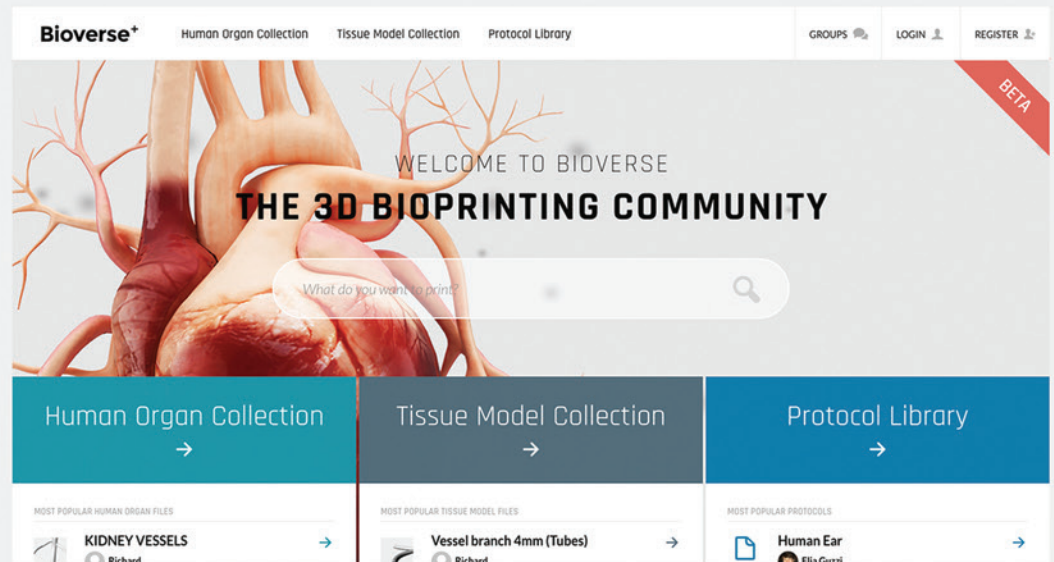 Bioverse+
Human Organ Collection
Tissue Model Collection
Protocol Library
GROUPS
LOGIN
REGISTER
BETA
WELCOME TO BIOVERSE
THE 3D BIOPRINTING COMMUNITY
What do you want to print?
Human Organ Collection
Tissue Model Collection
Protocol Library
MOST POPULAR HUMAN ORGAN FILES
MOST POPULAR TISSUE MODEL FILES
MOST POPULAR PROTOCOLS
KIDNEY VESSELS
Richard
Vessel branch 4mm (Tubes)
Richard
Human Ear
Elia Guzzi